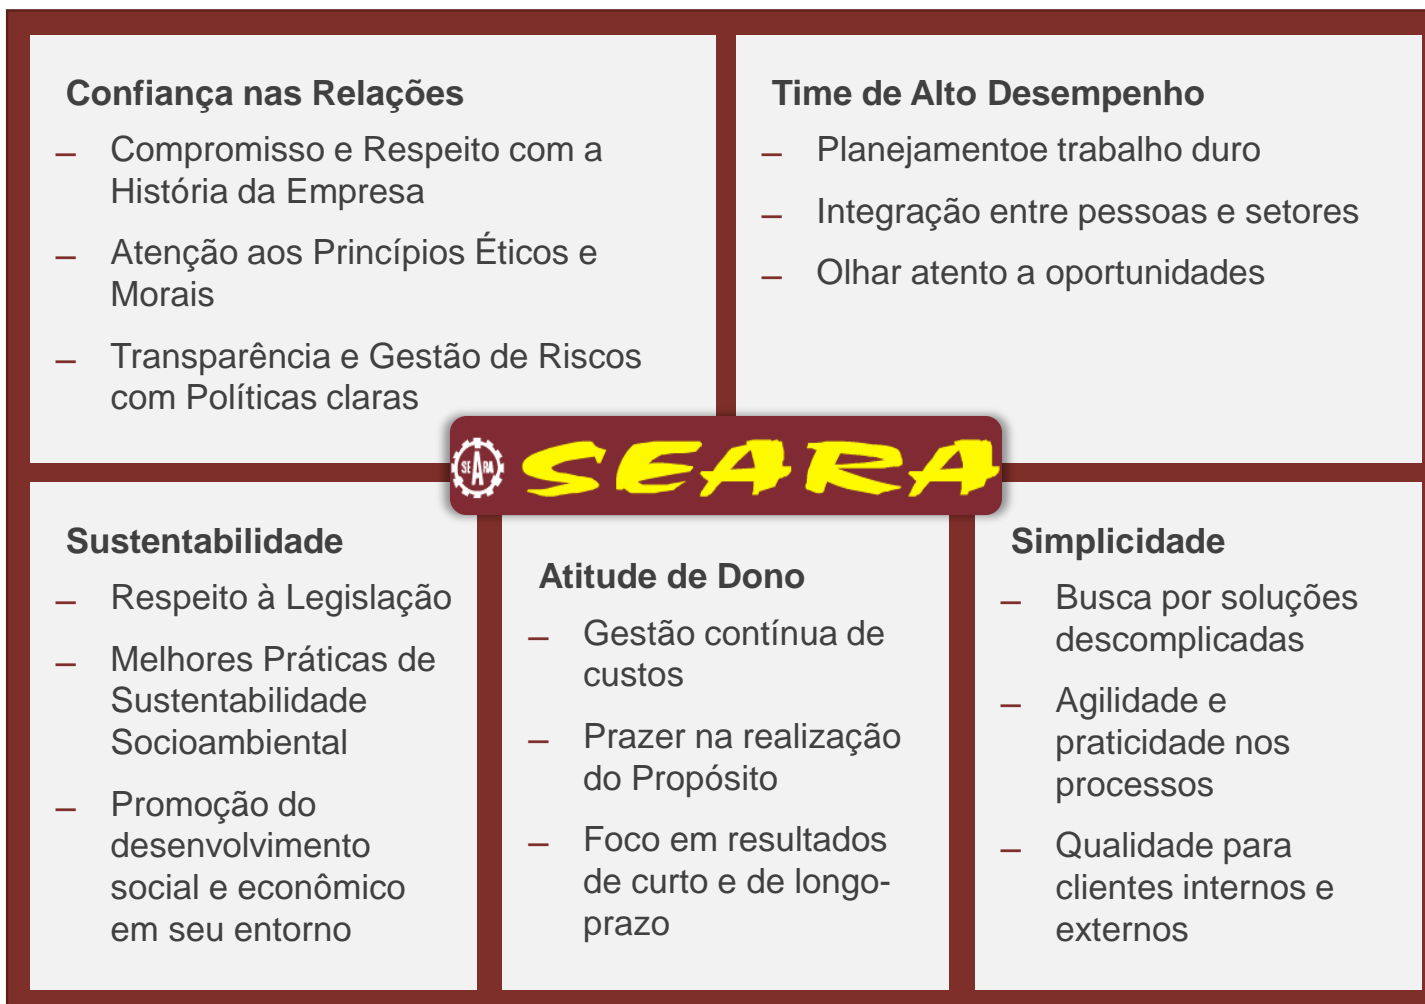 Confiança nas Relações
– Compromisso e Respeito com a
História da Empresa
– Atenção aos Princípios Éticos e
Morais
– Transparência e Gestão de Riscos
com Políticas claras
Time de Alto Desempenho
– Planejamentoe trabalho duro
– Integração entre pessoas e setores
– Olhar atento a oportunidades
SEARA SEARA
Sustentabilidade
– Respeito à Legislação
– Melhores Práticas de
Sustentabilidade
Socioambiental
– Promoção do
desenvolvimento
social e econômico
em seu entorno
Atitude de Dono
– Gestão contínua de
custos
– Prazer na realização
do Propósito
– Foco em resultados
de curto e de longo-
prazo
Simplicidade
– Busca por soluções
descomplicadas
– Agilidade e
praticidade nos
processos
– Qualidade para
clientes internos e
externos